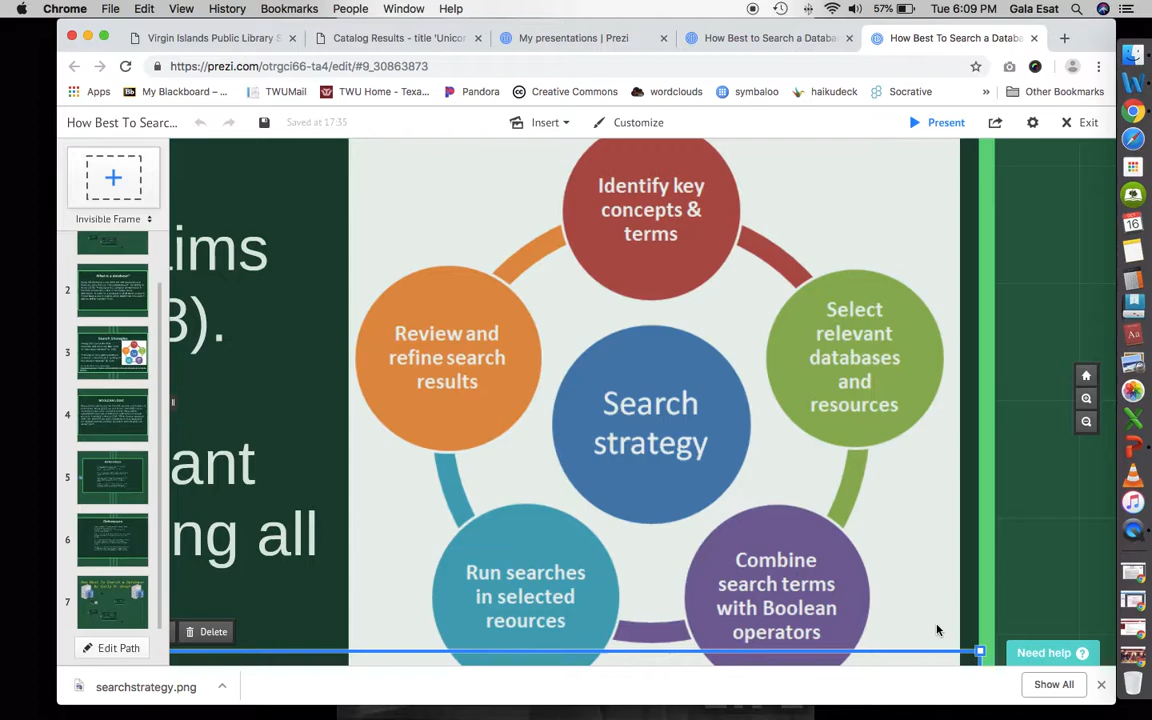 Chrome File Edit View History Bookmarks People Window Help 57% Tue 6:09 PM Gala Esat
Virgin Islands Public Library S
Catalog Results - title 'Unicor
My presentations | Prezi
How Best to Search a Databa
How Best To Search a Databa
https://prezi.com/otrgci66-ta4/edit/#9_30863873
Apps
My Blackboard – ...
TWUMail
TWU Home - Texa...
Pandora
Creative Commons
wordclouds
symbaloo
haikudeck
Socrative
»
Other Bookmarks
How Best To Searc...
Saved at 17:35
Insert
Customize
Present
Exit
Invisible Frame
2
3
4
5
6
7
Edit Path
ims
3).
ant
ng all
Identify key
concepts &
terms
Select
relevant
databases
and
resources
Combine
search terms
with Boolean
operators
Run searches
in selected
reources
Review and
refine search
results
Search
strategy
Delete
Need help ?
searchstrategy.png
Show All